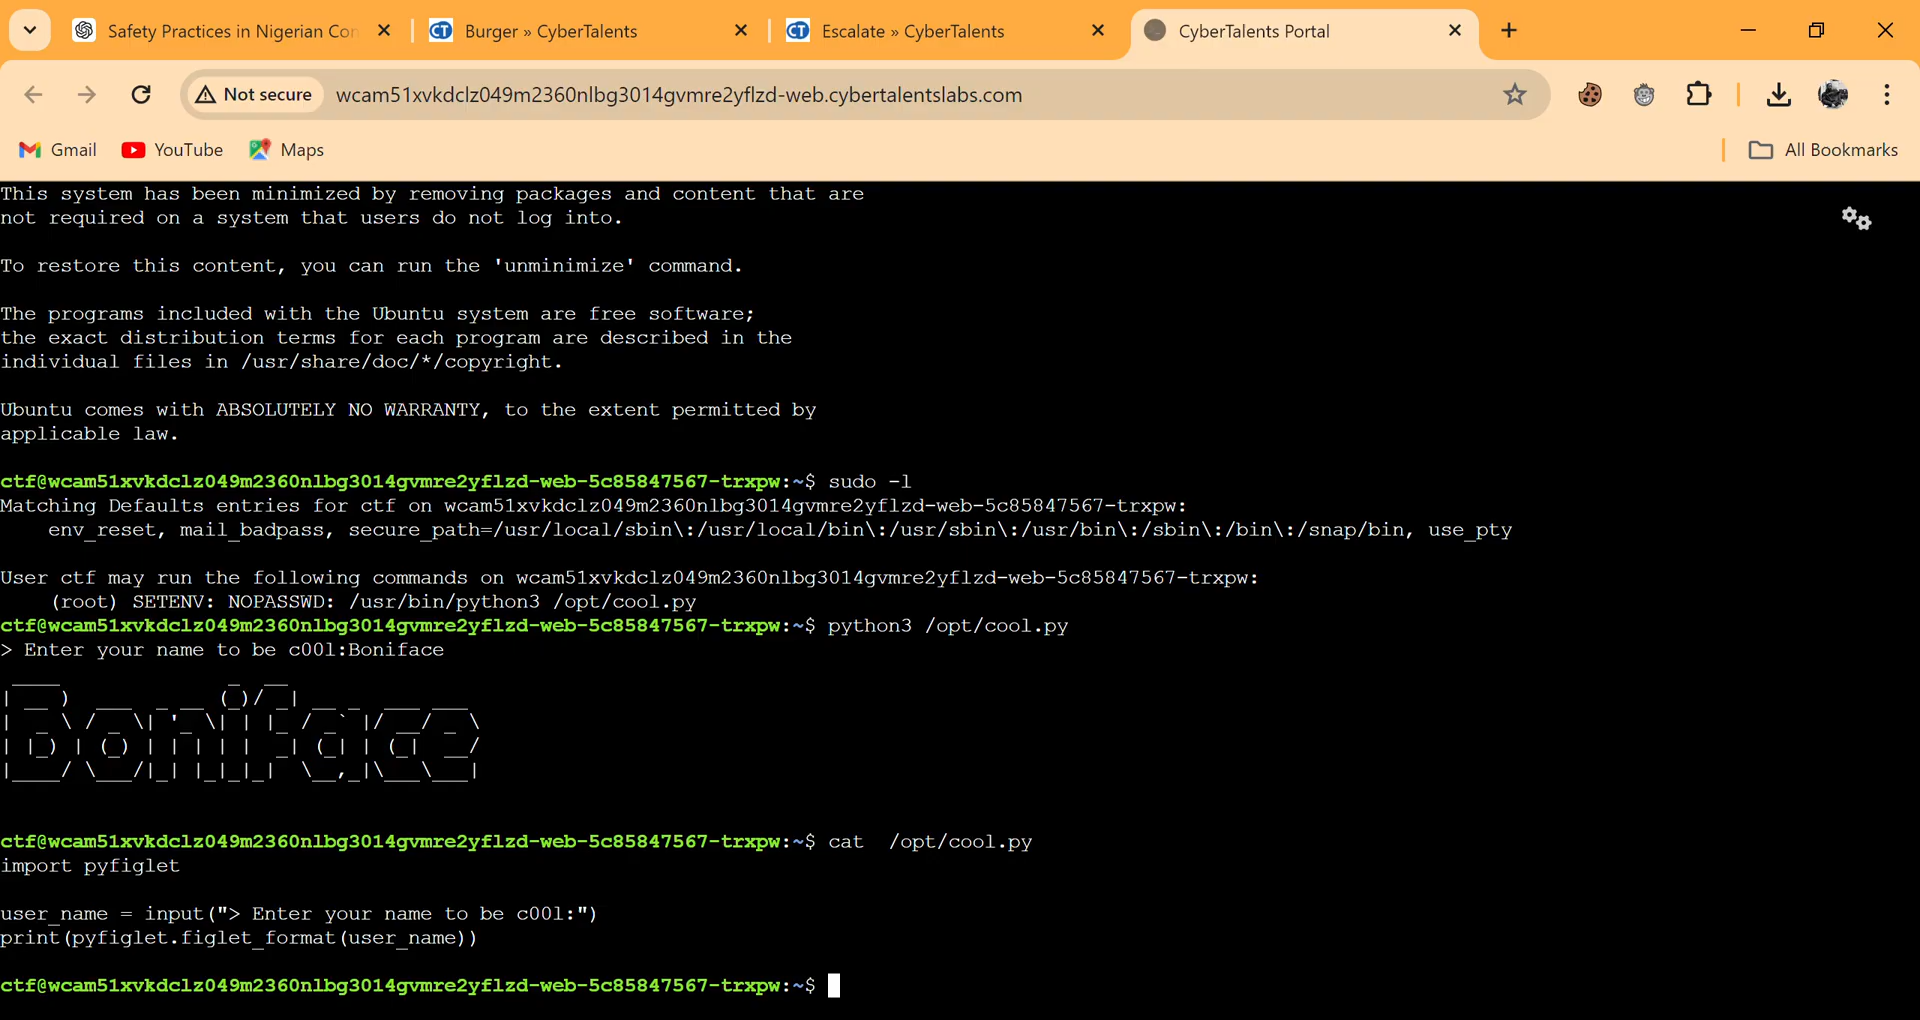 Safety Practices in Nigerian Con
Burger » CyberTalents
Escalate » CyberTalents
CyberTalents Portal
Not secure
wcam51xvkdclz049m2360nlbg3014gvmre2yflzd-web.cybertalentslabs.com
Gmail
YouTube
Maps
All Bookmarks
This system has been minimized by removing packages and content that are
not required on a system that users do not log into.
To restore this content, you can run the 'unminimize' command.
The programs included with the Ubuntu system are free software;
the exact distribution terms for each program are described in the
individual files in /usr/share/doc/*/copyright.
Ubuntu comes with ABSOLUTELY NO WARRANTY, to the extent permitted by
applicable law.
ctf@wcam51xvkdclz049m2360nlbg3014gvmre2yflzd-web-5c85847567-trxpw:~$ sudo -l
Matching Defaults entries for ctf on wcam51xvkdclz049m2360nlbg3014gvmre2yflzd-web-5c85847567-trxpw:
env_reset, mail_badpass, secure_path=/usr/local/sbin\:/usr/local/bin\:/usr/sbin\:/usr/bin\:/sbin\:/bin\:/snap/bin, use_pty
User ctf may run the following commands on wcam51xvkdclz049m2360nlbg3014gvmre2yflzd-web-5c85847567-trxpw:
(root) SETENV: NOPASSWD: /usr/bin/python3 /opt/cool.py
ctf@wcam51xvkdclz049m2360nlbg3014gvmre2yflzd-web-5c85847567-trxpw:~$ python3 /opt/cool.py
> Enter your name to be c00l:Boniface
Boniface
ctf@wcam51xvkdclz049m2360nlbg3014gvmre2yflzd-web-5c85847567-trxpw:~$ cat  /opt/cool.py
import pyfiglet
user_name = input("> Enter your name to be c00l:")
print(pyfiglet.figlet_format(user_name))
ctf@wcam51xvkdclz049m2360nlbg3014gvmre2yflzd-web-5c85847567-trxpw:~$